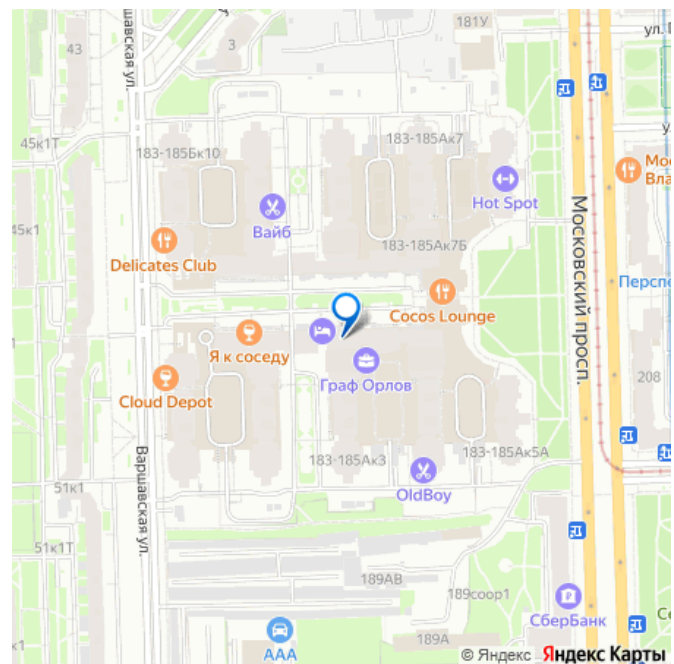 181У
ул. Г
43
3
Варшавская ул.
45к1Т
183-185Бк10
183-185Ак7
Мос
Вла
Hot Spot
45к1
Вайб
Московский просп.
183-185Ак7Б
Delicates Club
Перспе
Cocos Lounge
Я к соседу
Граф Орлов
208
Cloud Depot
183-185Ак3
183-185Ак5А
51к1
OldBoy
Варшавская ул.
51к1Т
189АВ
189соор1
СберБанк
Се
189А
ААА
© Яндекс Яндекс Карты